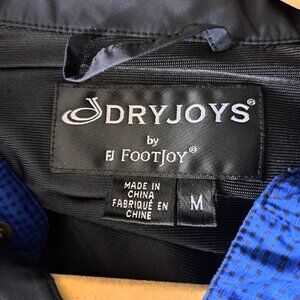 DRYJOYS®
by
FJ FOOTJOY®
MADE IN
CHINA
FABRIQUÉ EN
CHINE
M